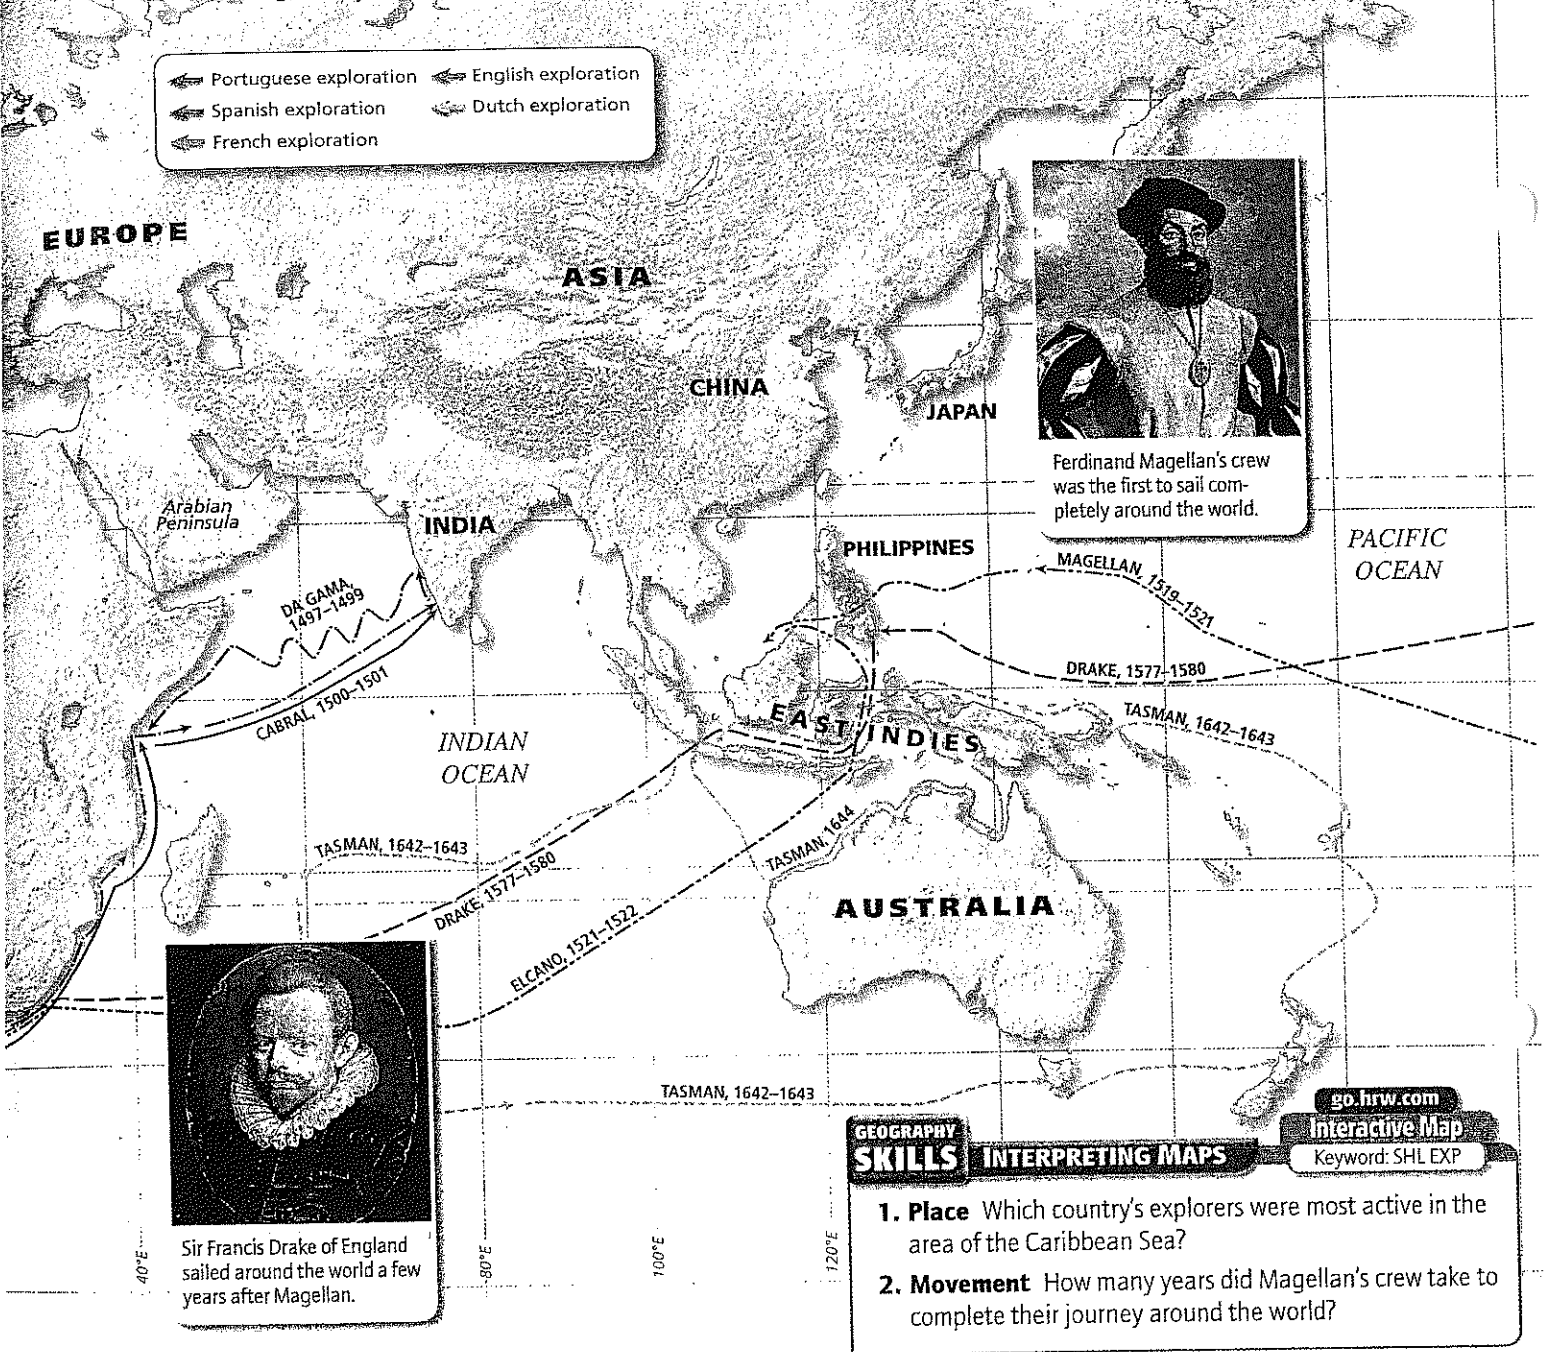 Portuguese exploration
English exploration
Spanish exploration
Dutch exploration
French exploration
EUROPE
ASIA
CHINA
JAPAN
Ferdinand Magellan's crew
was the first to sail com-
pletely around the world.
Arabian
Peninsula
INDIA
PHILIPPINES
PACIFIC
OCEAN
MAGELLAN, 1519–1521
DA GAMA,
1497–1499
DRAKE, 1577–1580
CABRAL, 1500–1501
EAST INDIES
TASMAN, 1642–1643
INDIAN
OCEAN
TASMAN, 1642–1643
TASMAN, 1644
DRAKE, 1577–1580
AUSTRALIA
ELCANO, 1521–1522
TASMAN, 1642–1643
40°E
80°E
100°E
120°E
Sir Francis Drake of England
sailed around the world a few
years after Magellan.
go.hrw.com
Interactive Map
Keyword: SHL EXP
GEOGRAPHY
SKILLS
INTERPRETING MAPS
1. Place Which country's explorers were most active in the
area of the Caribbean Sea?
2. Movement How many years did Magellan's crew take to
complete their journey around the world?